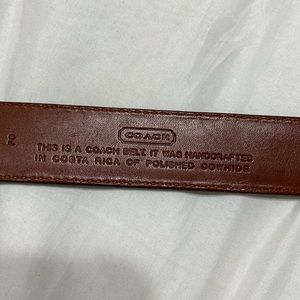 COACH
THIS IS A COACH BELT. IT WAS HANDCRAFTED
IN COSTA RICA OF POLISHED COWHIDE